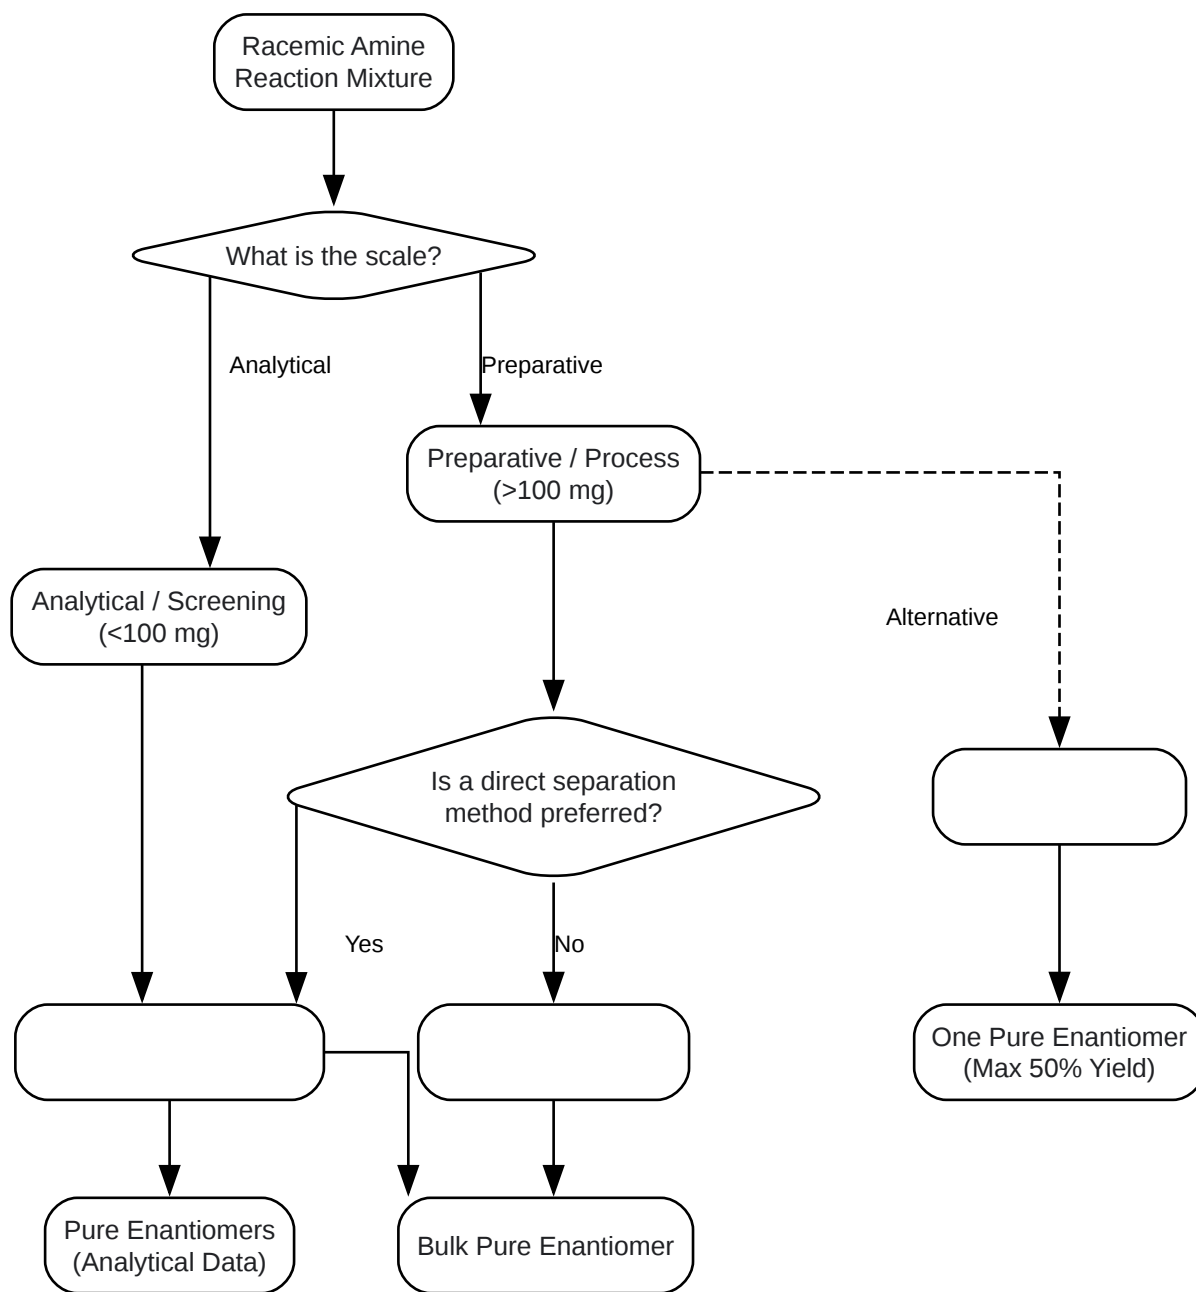 Racemic Amine
Reaction Mixture
What is the scale?
Analytical
Preparative
Preparative / Process
(>100 mg)
Analytical / Screening
(<100 mg)
Alternative
Is a direct separation
method preferred?
Yes
No
One Pure Enantiomer
(Max 50% Yield)
Pure Enantiomers
(Analytical Data)
Bulk Pure Enantiomer